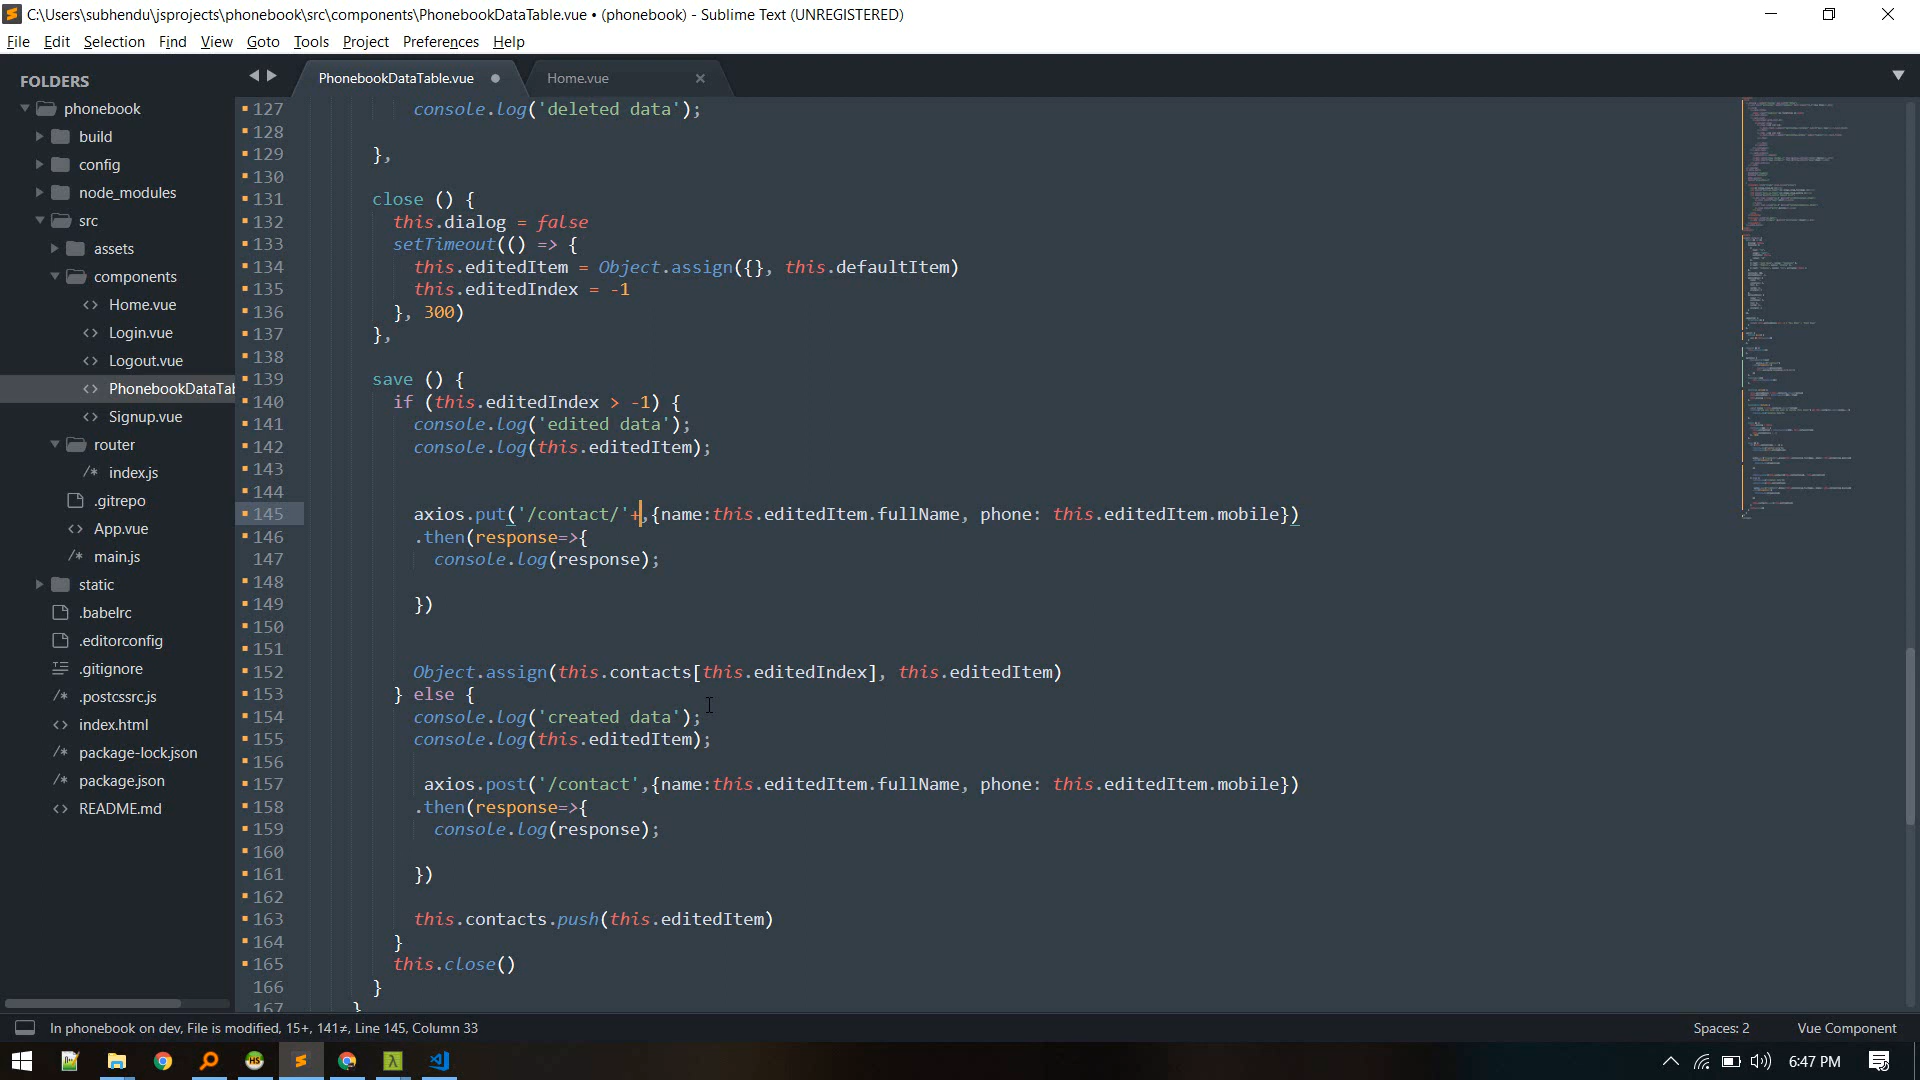 C:\Users\subhendu\jsprojects\phonebook\src\components\PhonebookDataTable.vue • (phonebook) - Sublime Text (UNREGISTERED)
File Edit Selection Find View Goto Tools Project Preferences Help
FOLDERS
phonebook
build
config
node_modules
src
assets
components
Home.vue
Login.vue
Logout.vue
PhonebookDataTab
Signup.vue
router
index.js
.gitrepo
App.vue
main.js
static
.babelrc
.editorconfig
.gitignore
.postcssrc.js
index.html
package-lock.json
package.json
README.md
PhonebookDataTable.vue Home.vue
127 console.log('deleted data');
128
129 },
130
131 close () {
132 this.dialog = false
133 setTimeout(() => {
134 this.editedItem = Object.assign({}, this.defaultItem)
135 this.editedIndex = -1
136 }, 300)
137 },
138
139 save () {
140 if (this.editedIndex > -1) {
141 console.log('edited data');
142 console.log(this.editedItem);
143
144
145 axios.put('/contact/'+,{name:this.editedItem.fullName, phone: this.editedItem.mobile})
146 .then(response=>{
147 console.log(response);
148
149 })
150
151
152 Object.assign(this.contacts[this.editedIndex], this.editedItem)
153 } else {
154 console.log('created data');
155 console.log(this.editedItem);
156
157 axios.post('/contact',{name:this.editedItem.fullName, phone: this.editedItem.mobile})
158 .then(response=>{
159 console.log(response);
160
161 })
162
163 this.contacts.push(this.editedItem)
164 }
165 this.close()
166 }
167 }
In phonebook on dev, File is modified, 15+, 141≠, Line 145, Column 33
Spaces: 2 Vue Component
6:47 PM